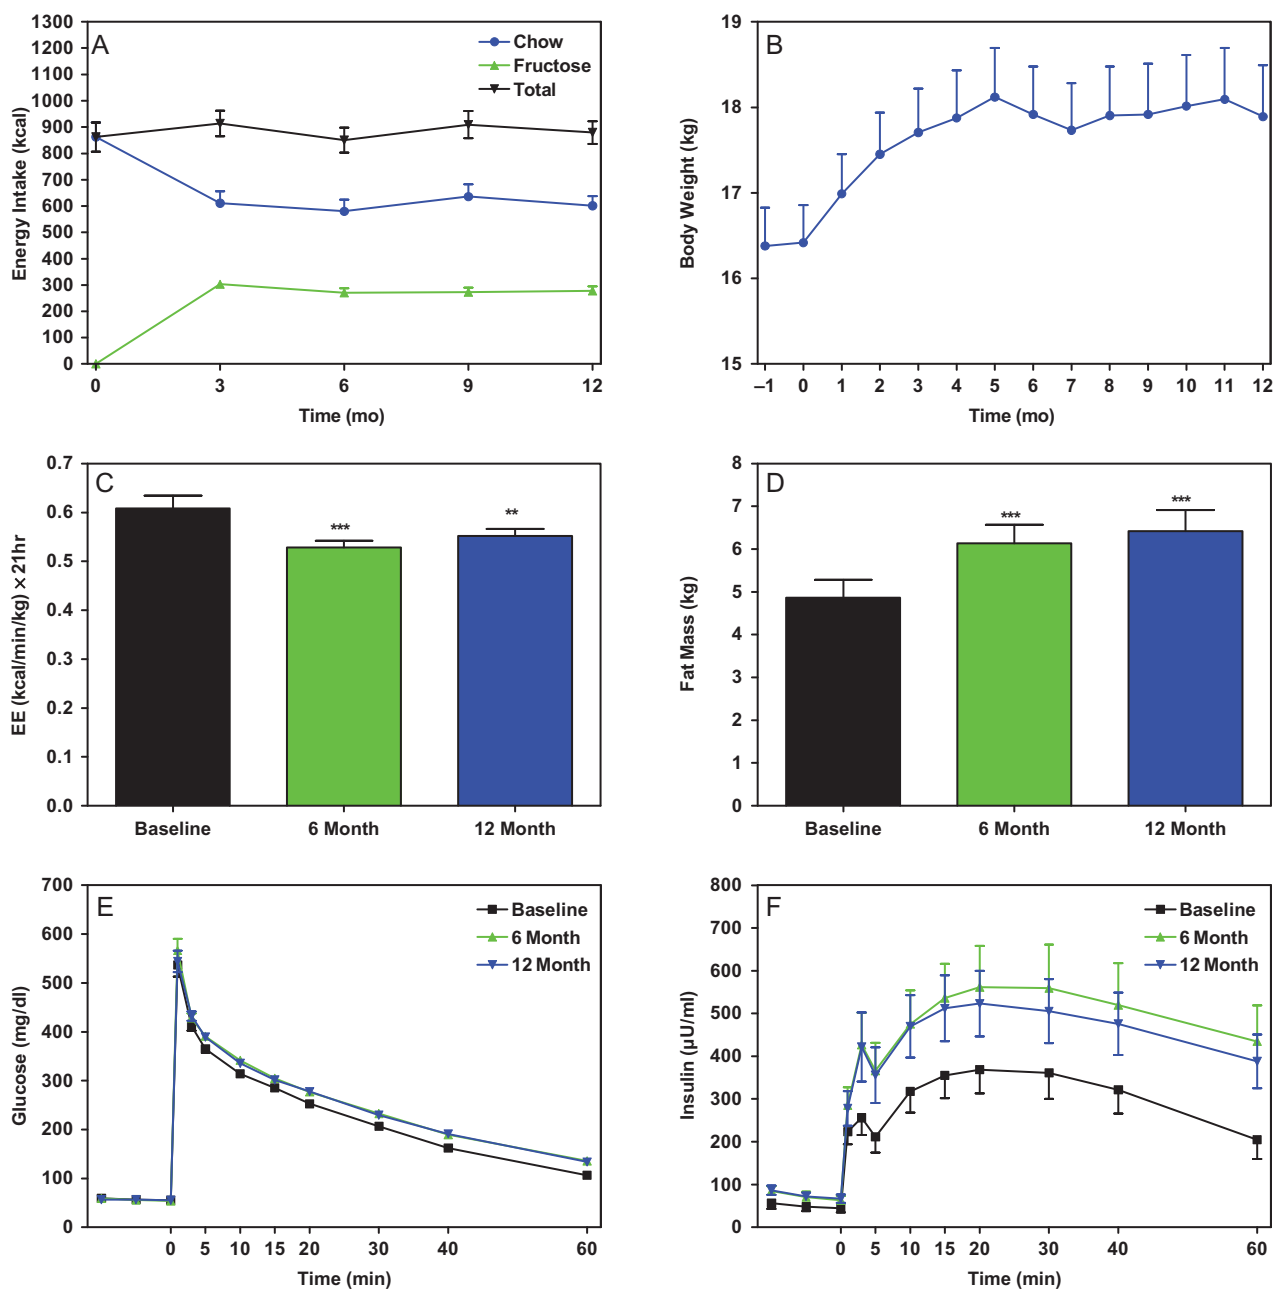 A
Chow
Fructose
Total
1300
1200
1100
1000
900
800
700
600
500
400
300
200
100
0
Energy Intake (kcal)
0 3 6 9 12
Time (mo)
B
19
18
17
16
15
Body Weight (kg)
–1 0 1 2 3 4 5 6 7 8 9 10 11 12
Time (mo)
C
0.7
0.6
0.5
0.4
0.3
0.2
0.1
0.0
EE (kcal/min/kg) × 21hr
*** **
Baseline 6 Month 12 Month
D
8
7
6
5
4
3
2
1
0
Fat Mass (kg)
*** ***
Baseline 6 Month 12 Month
E
Baseline
6 Month
12 Month
700
600
500
400
300
200
100
0
Glucose (mg/dl)
0 5 10 15 20 30 40 60
Time (min)
F
Baseline
6 Month
12 Month
800
700
600
500
400
300
200
100
0
Insulin (µU/ml)
0 5 10 15 20 30 40 60
Time (min)